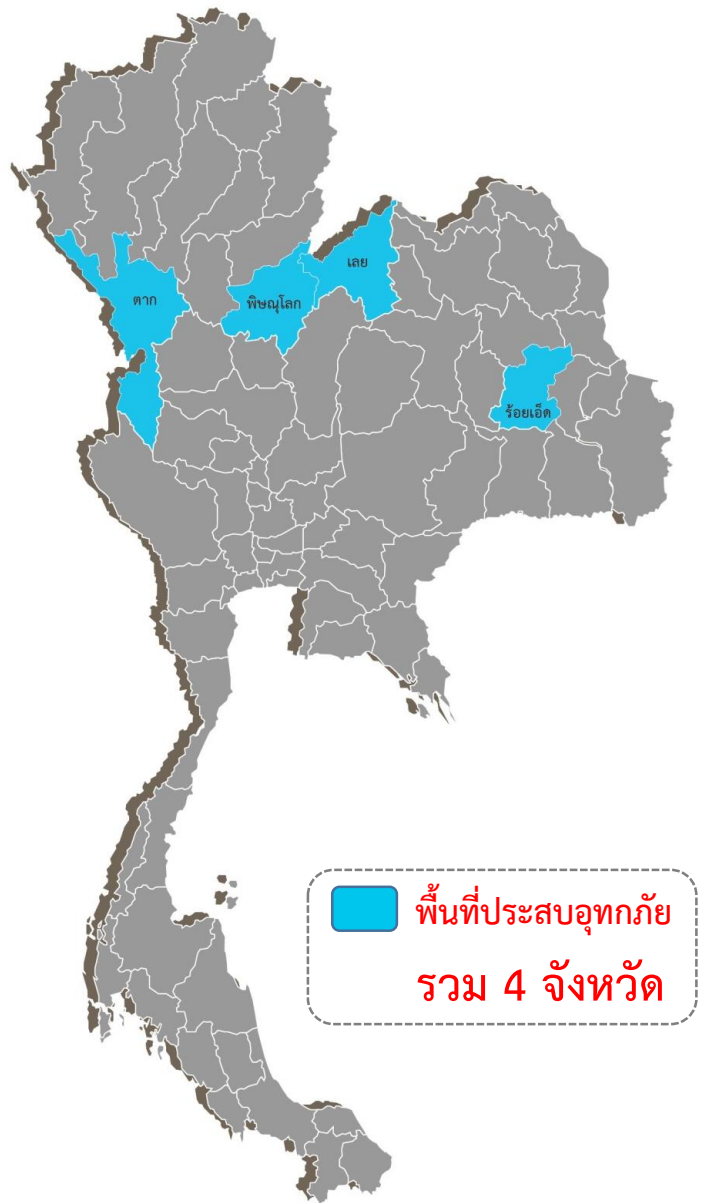 เลย
ตาก
พิษณุโลก
ร้อยเอ็ด
พื้นที่ประสบอุทกภัย
รวม 4 จังหวัด